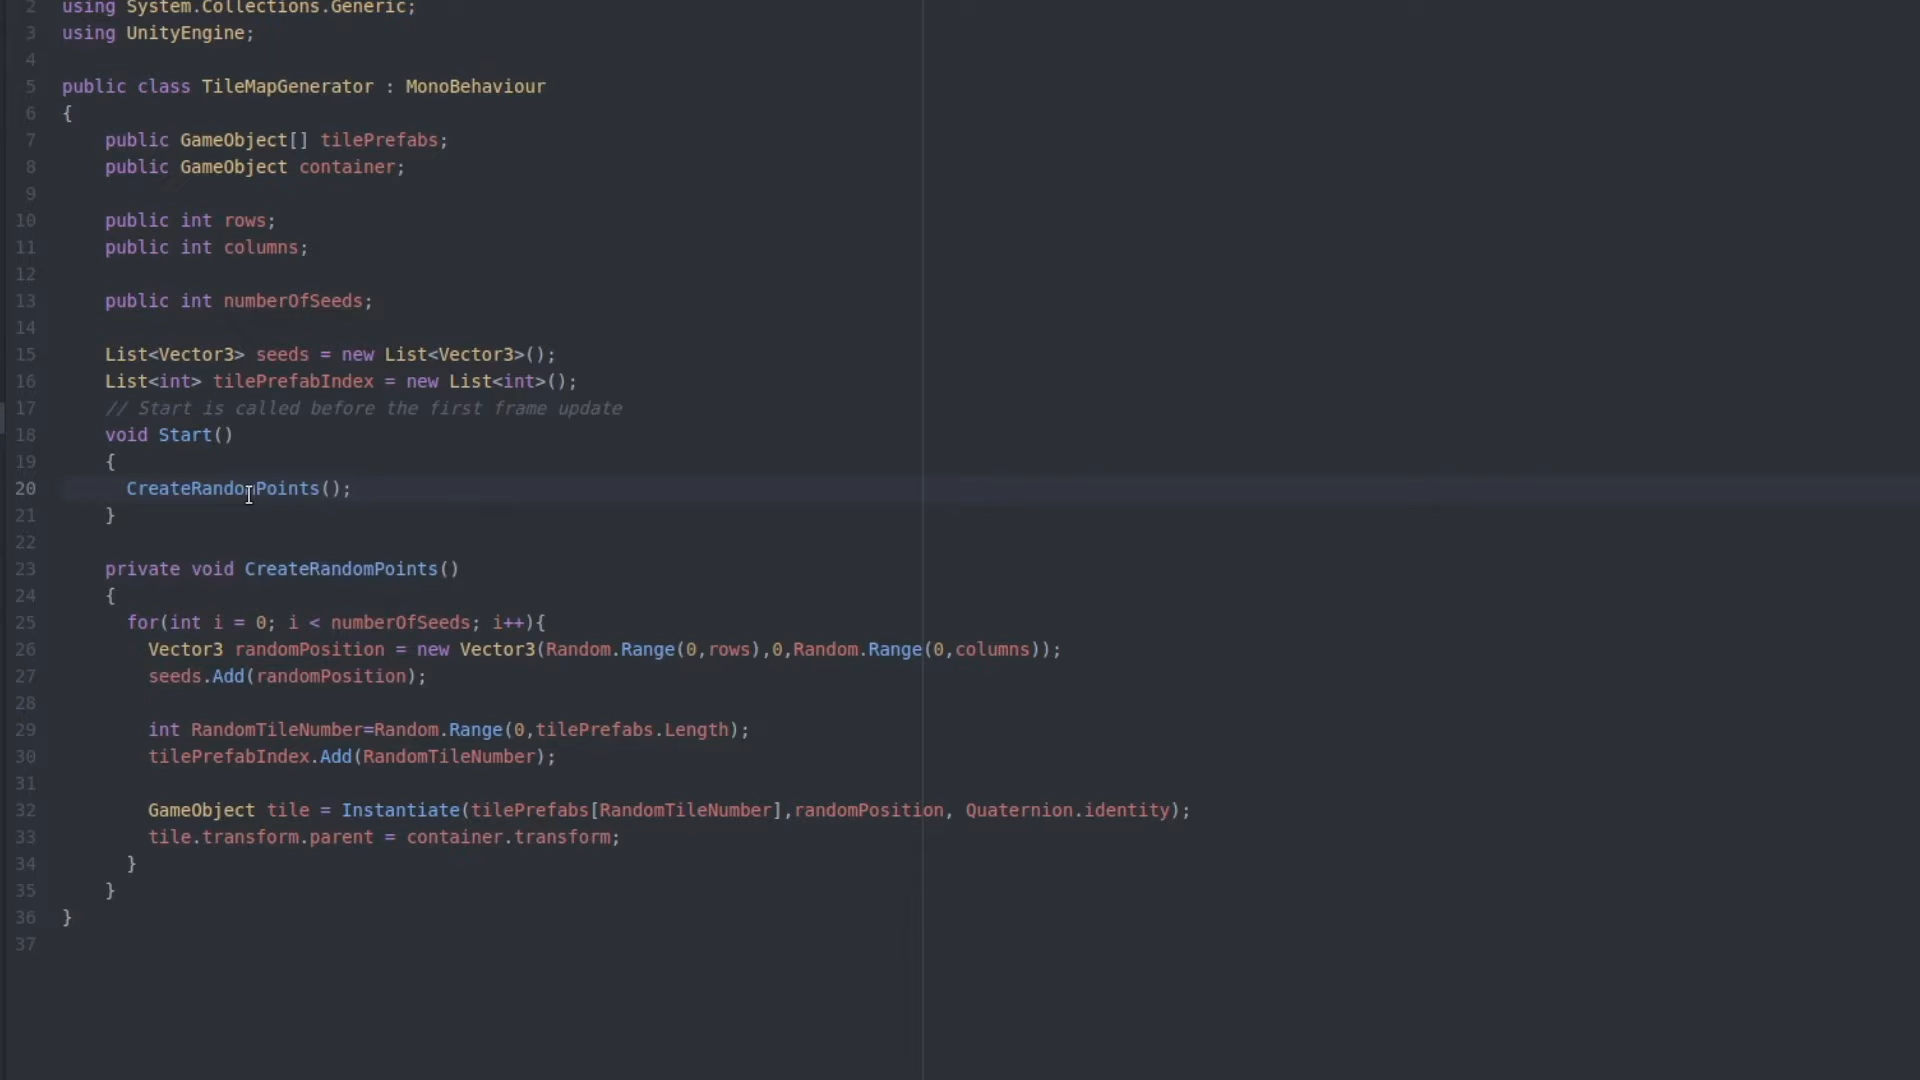 2 using System.Collections.Generic;
3 using UnityEngine;
4
5 public class TileMapGenerator : MonoBehaviour
6 {
7 public GameObject[] tilePrefabs;
8 public GameObject container;
9
10 public int rows;
11 public int columns;
12
13 public int numberOfSeeds;
14
15 List<Vector3> seeds = new List<Vector3>();
16 List<int> tilePrefabIndex = new List<int>();
17 // Start is called before the first frame update
18 void Start()
19 {
20 CreateRandomPoints();
21 }
22
23 private void CreateRandomPoints()
24 {
25 for(int i = 0; i < numberOfSeeds; i++){
26 Vector3 randomPosition = new Vector3(Random.Range(0,rows),0,Random.Range(0,columns));
27 seeds.Add(randomPosition);
28
29 int RandomTileNumber=Random.Range(0,tilePrefabs.Length);
30 tilePrefabIndex.Add(RandomTileNumber);
31
32 GameObject tile = Instantiate(tilePrefabs[RandomTileNumber],randomPosition, Quaternion.identity);
33 tile.transform.parent = container.transform;
34 }
35 }
36 }
37